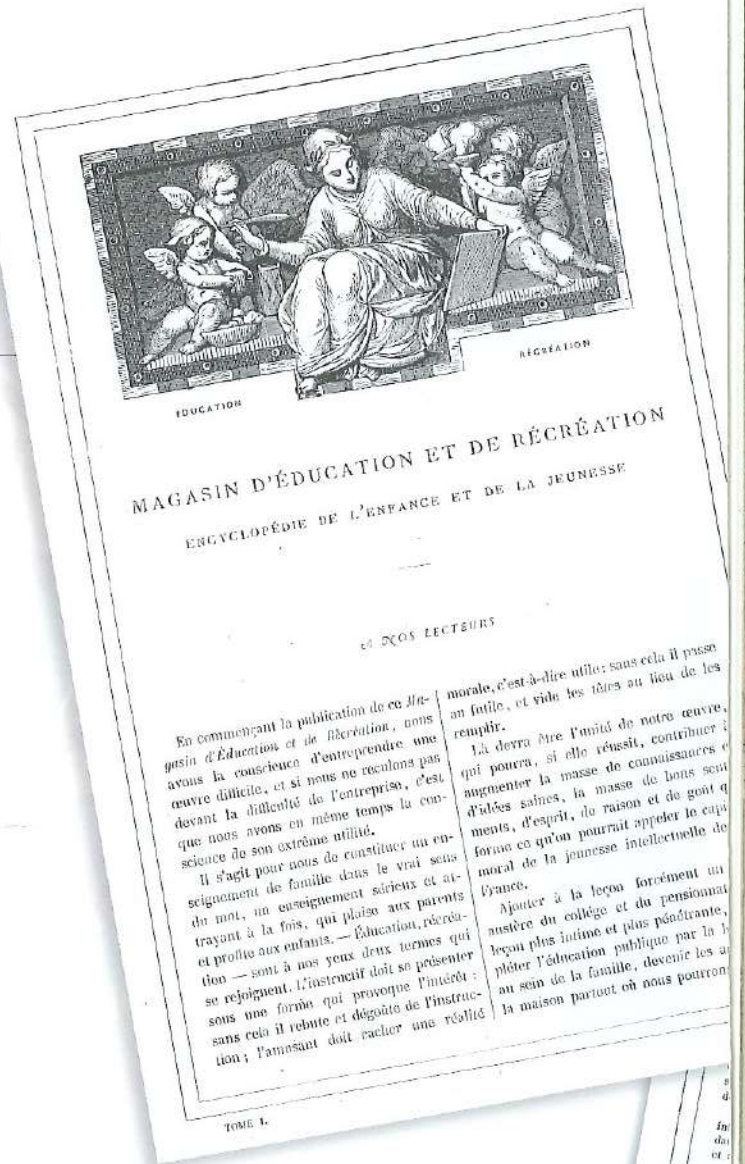 ÉDUCATION
RÉCRÉATION
MAGASIN D'ÉDUCATION ET DE RÉCRÉATION
ENCYCLOPÉDIE DE L'ENFANCE ET DE LA JEUNESSE
A NOS LECTEURS
En commençant la publication de ce Ma-
gasin d'Éducation et de Récréation, nous
avons la conscience d'entreprendre une
œuvre difficile, et si nous ne reculons pas
devant la difficulté de l'entreprise, c'est
que nous avons en même temps la con-
science de son extrême utilité.
Il s'agit pour nous de constituer un en-
seignement de famille dans le vrai sens
du mot, un enseignement sérieux et at-
trayant à la fois, qui plaise aux parents
et profite aux enfants. — Éducation, récréa-
tion — sont à nos yeux deux termes qui
se rejoignent. L'instructif doit se présenter
sous une forme qui provoque l'intérêt :
sans cela il rebute et dégoûte de l'instruc-
tion ; l'amusant doit cacher une réalité
morale, c'est-à-dire utile : sans cela il passe
au futile, et vide les têtes au lieu de les
remplir.
Là devra être l'unité de notre œuvre,
qui pourra, si elle réussit, contribuer à
augmenter la masse de connaissances
d'idées saines, la masse de bons sent
ments, d'esprit, de raison et de goût q
forme ce qu'on pourrait appeler le capi
moral de la jeunesse intellectuelle de
France.
Ajouter à la leçon forcément un
austère du collége et du pensionnat
leçon plus intime et plus pénétrante,
pléter l'éducation publique par la l
au sein de la famille, devenir les a
la maison partout où nous pourrons
TOME I.